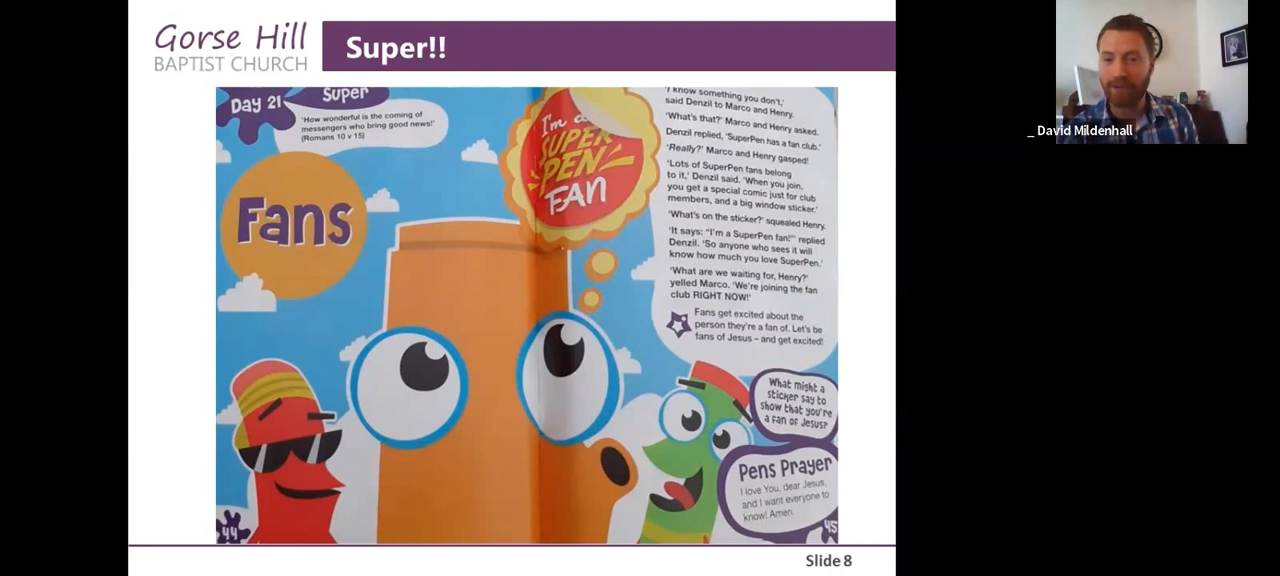 Gorse Hill
BAPTIST CHURCH
Super!!
Day 21
Super
'How wonderful is the coming of
messengers who bring good news!'
(Romans 10 v 15)
Fans
I'm a
SUPER
PEN
FAN
'I know something you don't,'
said Denzil to Marco and Henry.
'What's that?' Marco and Henry asked.
Denzil replied, 'SuperPen has a fan club.'
'Really?' Marco and Henry gasped!
'Lots of SuperPen fans belong
to it,' Denzil said. 'When you join,
you get a special comic just for club
members, and a big window sticker.'
'What's on the sticker?' squealed Henry.
'It says: "I'm a SuperPen fan!"' replied
Denzil. 'So anyone who sees it will
know how much you love SuperPen.'
'What are we waiting for, Henry?'
yelled Marco. 'We're joining the fan
club RIGHT NOW!'
Fans get excited about the
person they're a fan of. Let's be
fans of Jesus – and get excited!
What might a
sticker say to
show that you're
a fan of Jesus?
Pens Prayer
I love You, dear Jesus,
and I want everyone to
know! Amen.
44
45
Slide 8
_ David Mildenhall